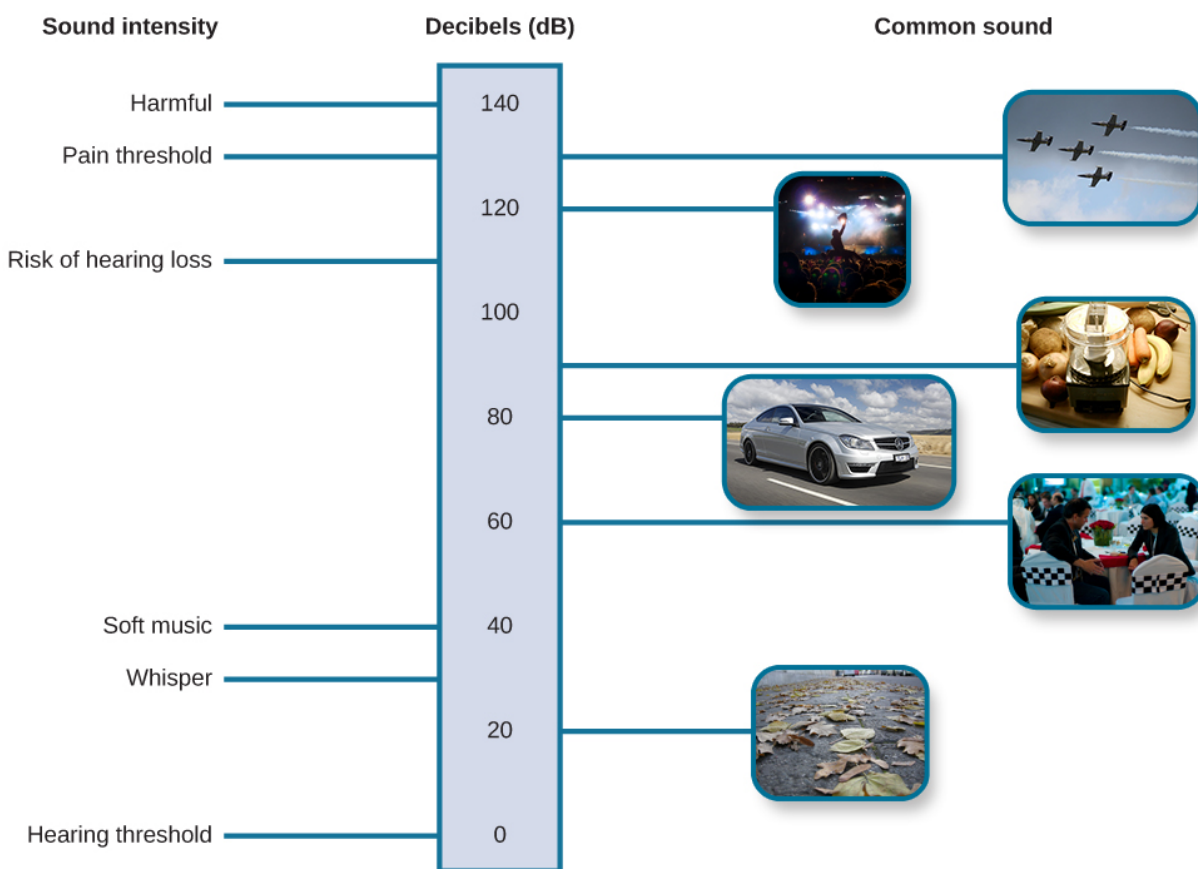 Sound intensity
Decibels (dB)
Common sound
Harmful
140
Pain threshold
120
Risk of hearing loss
100
80
60
Soft music
40
Whisper
20
Hearing threshold
0